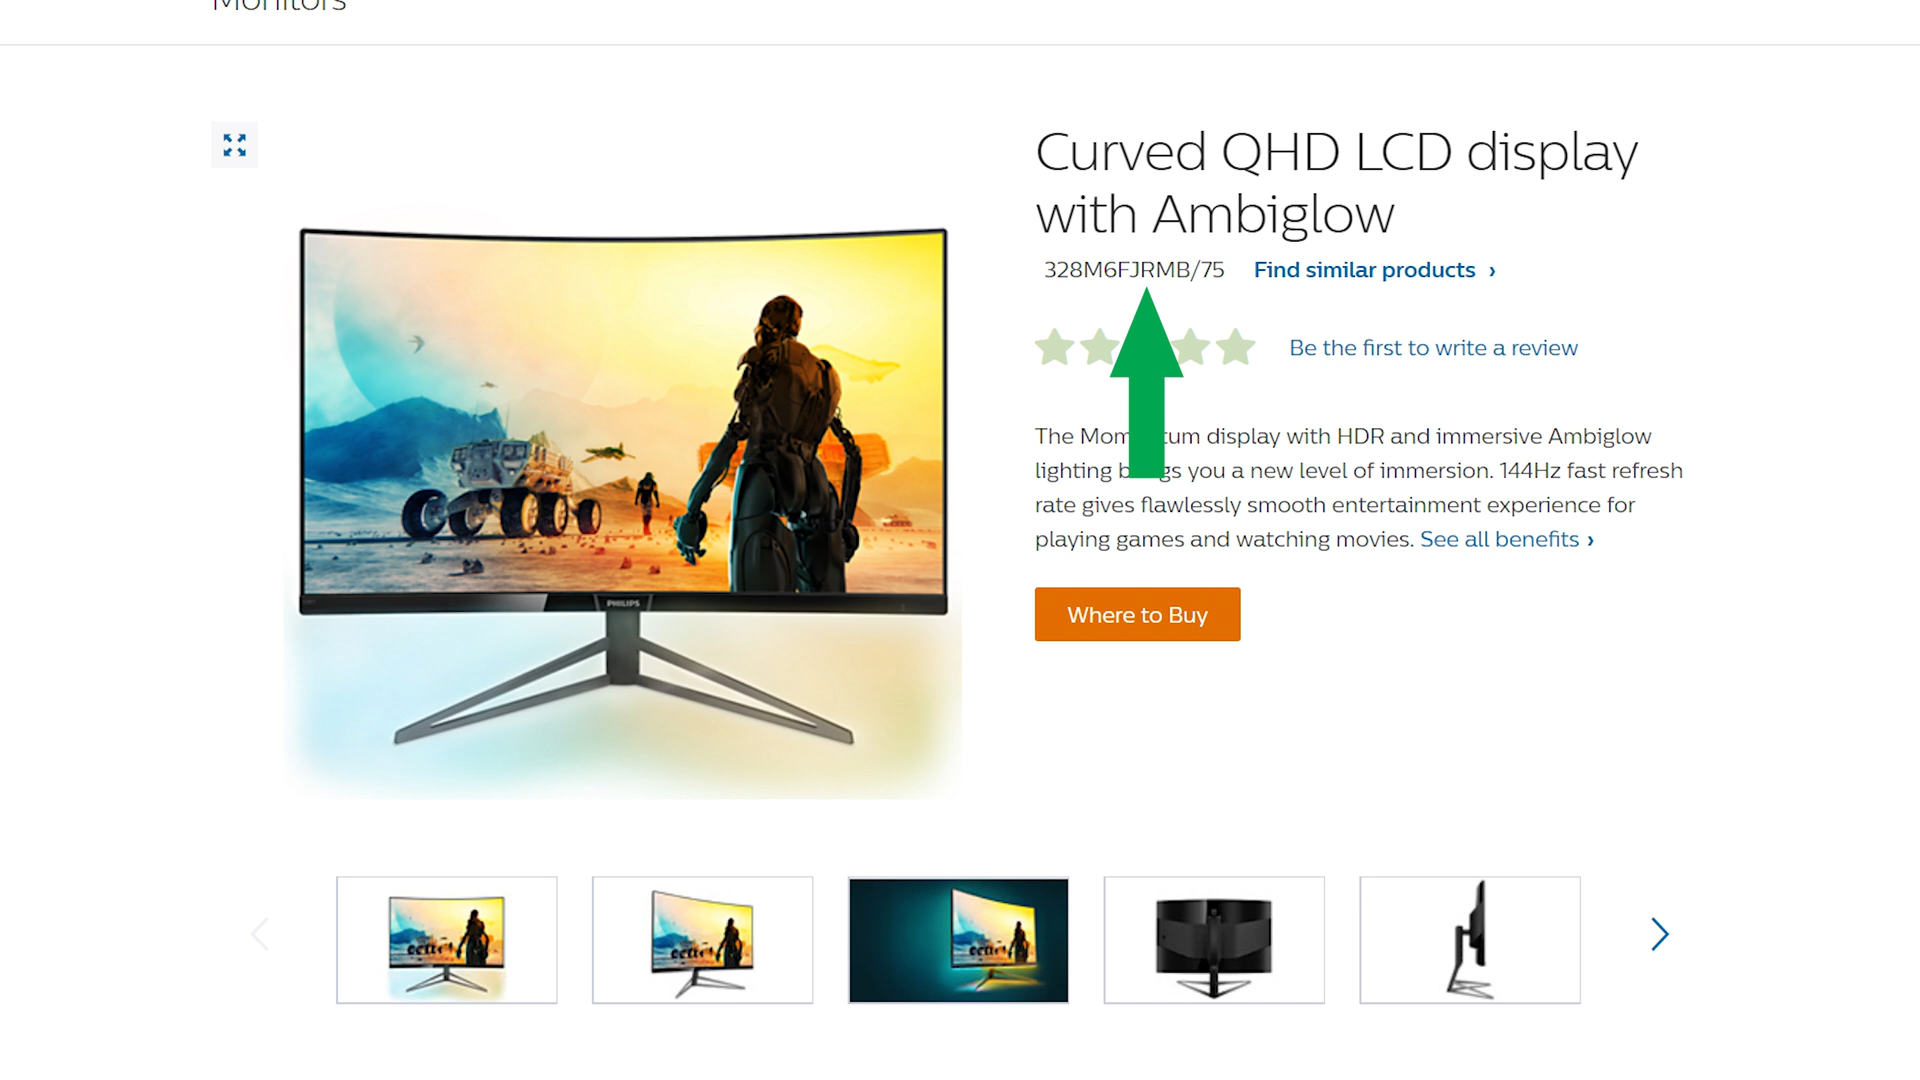 Monitors
Curved QHD LCD display
with Ambiglow
328M6FJRMB/75 Find similar products ›
Be the first to write a review
The Mom tum display with HDR and immersive Ambiglow
lighting b gs you a new level of immersion. 144Hz fast refresh
rate gives flawlessly smooth entertainment experience for
playing games and watching movies. See all benefits ›
PHILIPS
Where to Buy